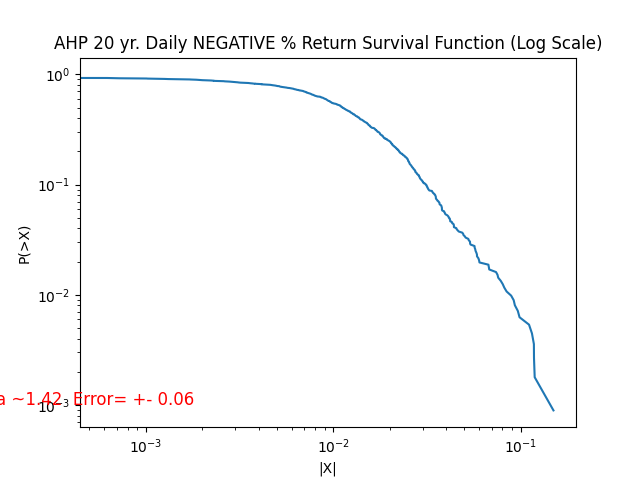 AHP 20 yr. Daily NEGATIVE % Return Survival Function (Log Scale)
10⁰
10⁻¹
P(>X)
10⁻²
a ~1.42; Error= +- 0.06
10⁻³
10⁻³ 10⁻² 10⁻¹
|X|